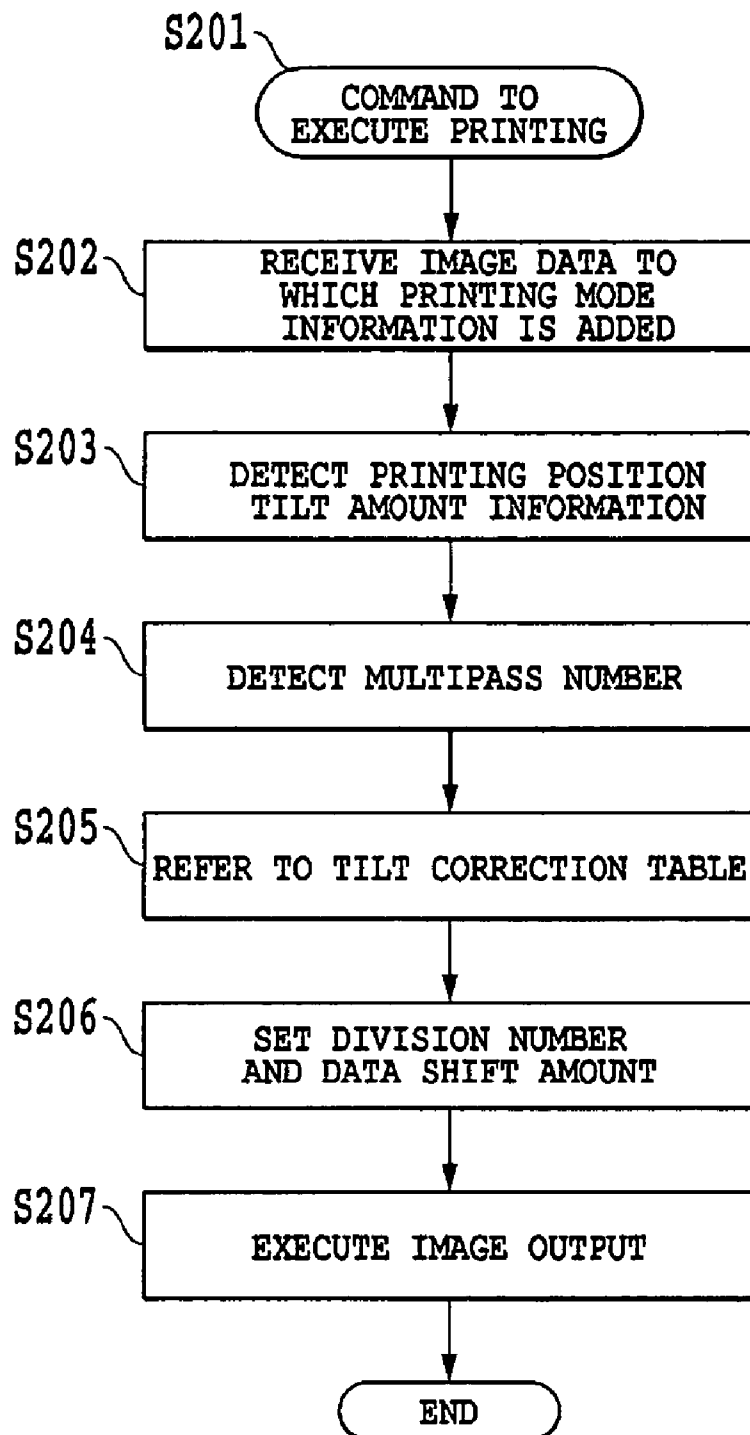 S201
COMMAND TO
EXECUTE PRINTING
S202
RECEIVE IMAGE DATA TO
WHICH PRINTING MODE
INFORMATION IS ADDED
S203
DETECT PRINTING POSITION
TILT AMOUNT INFORMATION
S204
DETECT MULTIPASS NUMBER
S205
REFER TO TILT CORRECTION TABLE
S206
SET DIVISION NUMBER
AND DATA SHIFT AMOUNT
S207
EXECUTE IMAGE OUTPUT
END